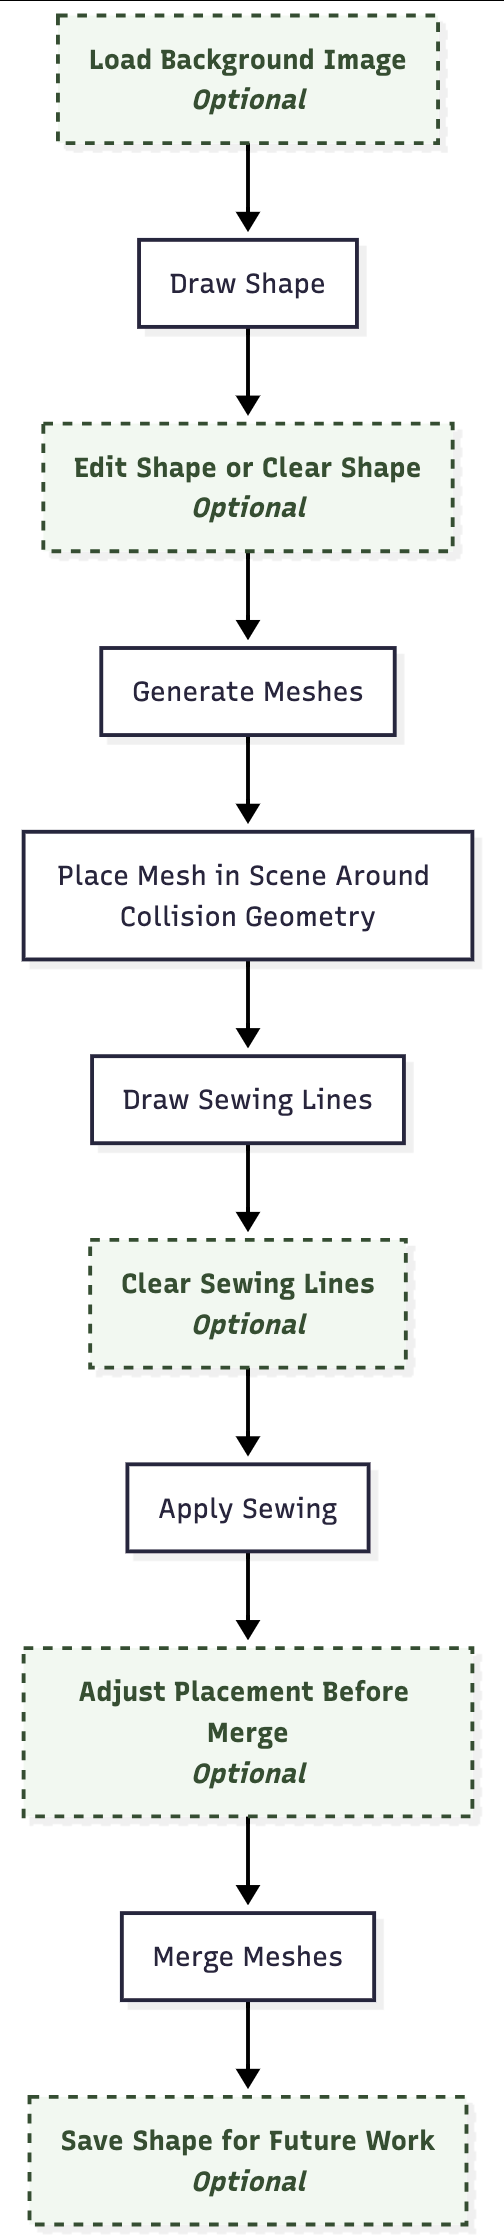 Load Background Image
Optional
Draw Shape
Edit Shape or Clear Shape
Optional
Generate Meshes
Place Mesh in Scene Around
Collision Geometry
Draw Sewing Lines
Clear Sewing Lines
Optional
Apply Sewing
Adjust Placement Before
Merge
Optional
Merge Meshes
Save Shape for Future Work
Optional